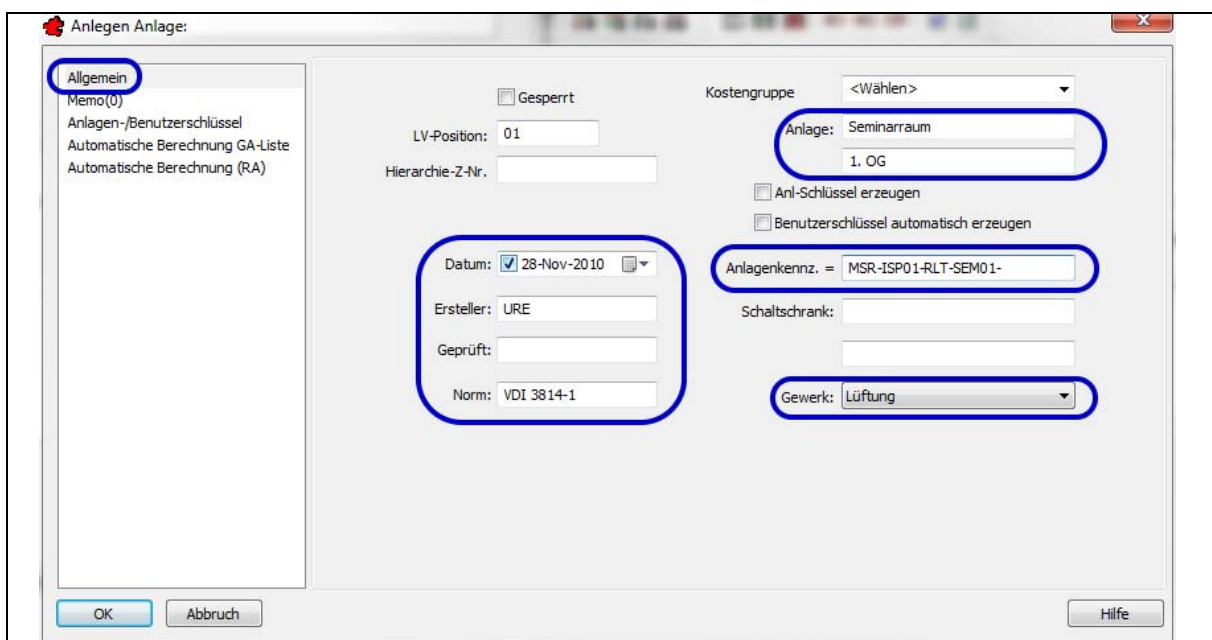 Anlegen Anlage:
Allgemein
Memo(0)
Anlagen-/Benutzerschlüssel
Automatische Berechnung GA-Liste
Automatische Berechnung (RA)
Gesperrt
LV-Position: 01
Hierarchie-Z-Nr.
Datum: 28-Nov-2010
Ersteller: URE
Geprüft:
Norm: VDI 3814-1
Kostengruppe <Wählen>
Anlage: Seminarraum
1. OG
Anl-Schlüssel erzeugen
Benutzerschlüssel automatisch erzeugen
Anlagenkennz. = MSR-ISP01-RLT-SEM01-
Schaltschrank:
Gewerk: Lüftung
OK
Abbruch
Hilfe